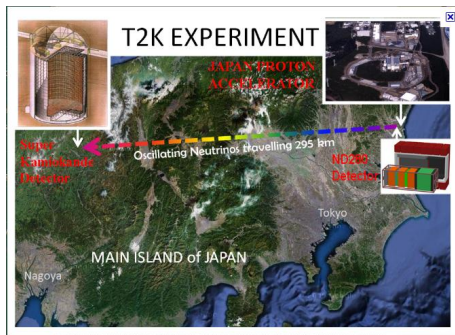 T2K EXPERIMENT
JAPAN PROTON
ACCELERATOR
Super
Kamiokande
Detector
Oscillating Neutrinos travelling 295 km
ND280
Detector
Tokyo
MAIN ISLAND of JAPAN
Nagoya